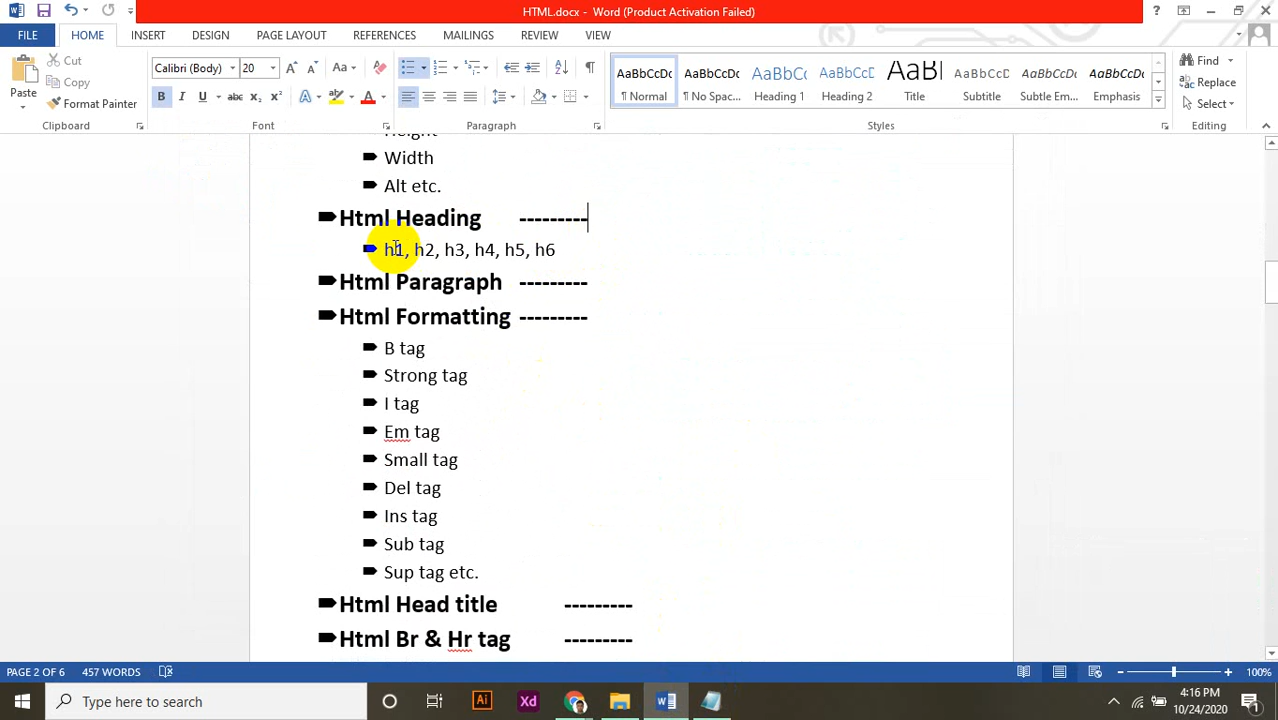 HTML.docx - Word (Product Activation Failed)
FILE HOME INSERT DESIGN PAGE LAYOUT REFERENCES MAILINGS REVIEW VIEW
Paste
Cut
Copy
Format Painter
Clipboard
Calibri (Body) 20
Font
Paragraph
AaBbCcDc AaBbCcDc AaBbCc AaBbCcD AaB AaBbCcD AaBbCcDc AaBbCcDc
¶ Normal ¶ No Spac... Heading 1 Heading 2 Title Subtitle Subtle Em... Emphasis
Styles
Find
Replace
Select
Editing
Height
Width
Alt etc.
Html Heading ---------
h1, h2, h3, h4, h5, h6
Html Paragraph ---------
Html Formatting ---------
B tag
Strong tag
I tag
Em tag
Small tag
Del tag
Ins tag
Sub tag
Sup tag etc.
Html Head title ---------
Html Br & Hr tag ---------
PAGE 2 OF 6 457 WORDS 100%
Type here to search
4:16 PM
10/24/2020